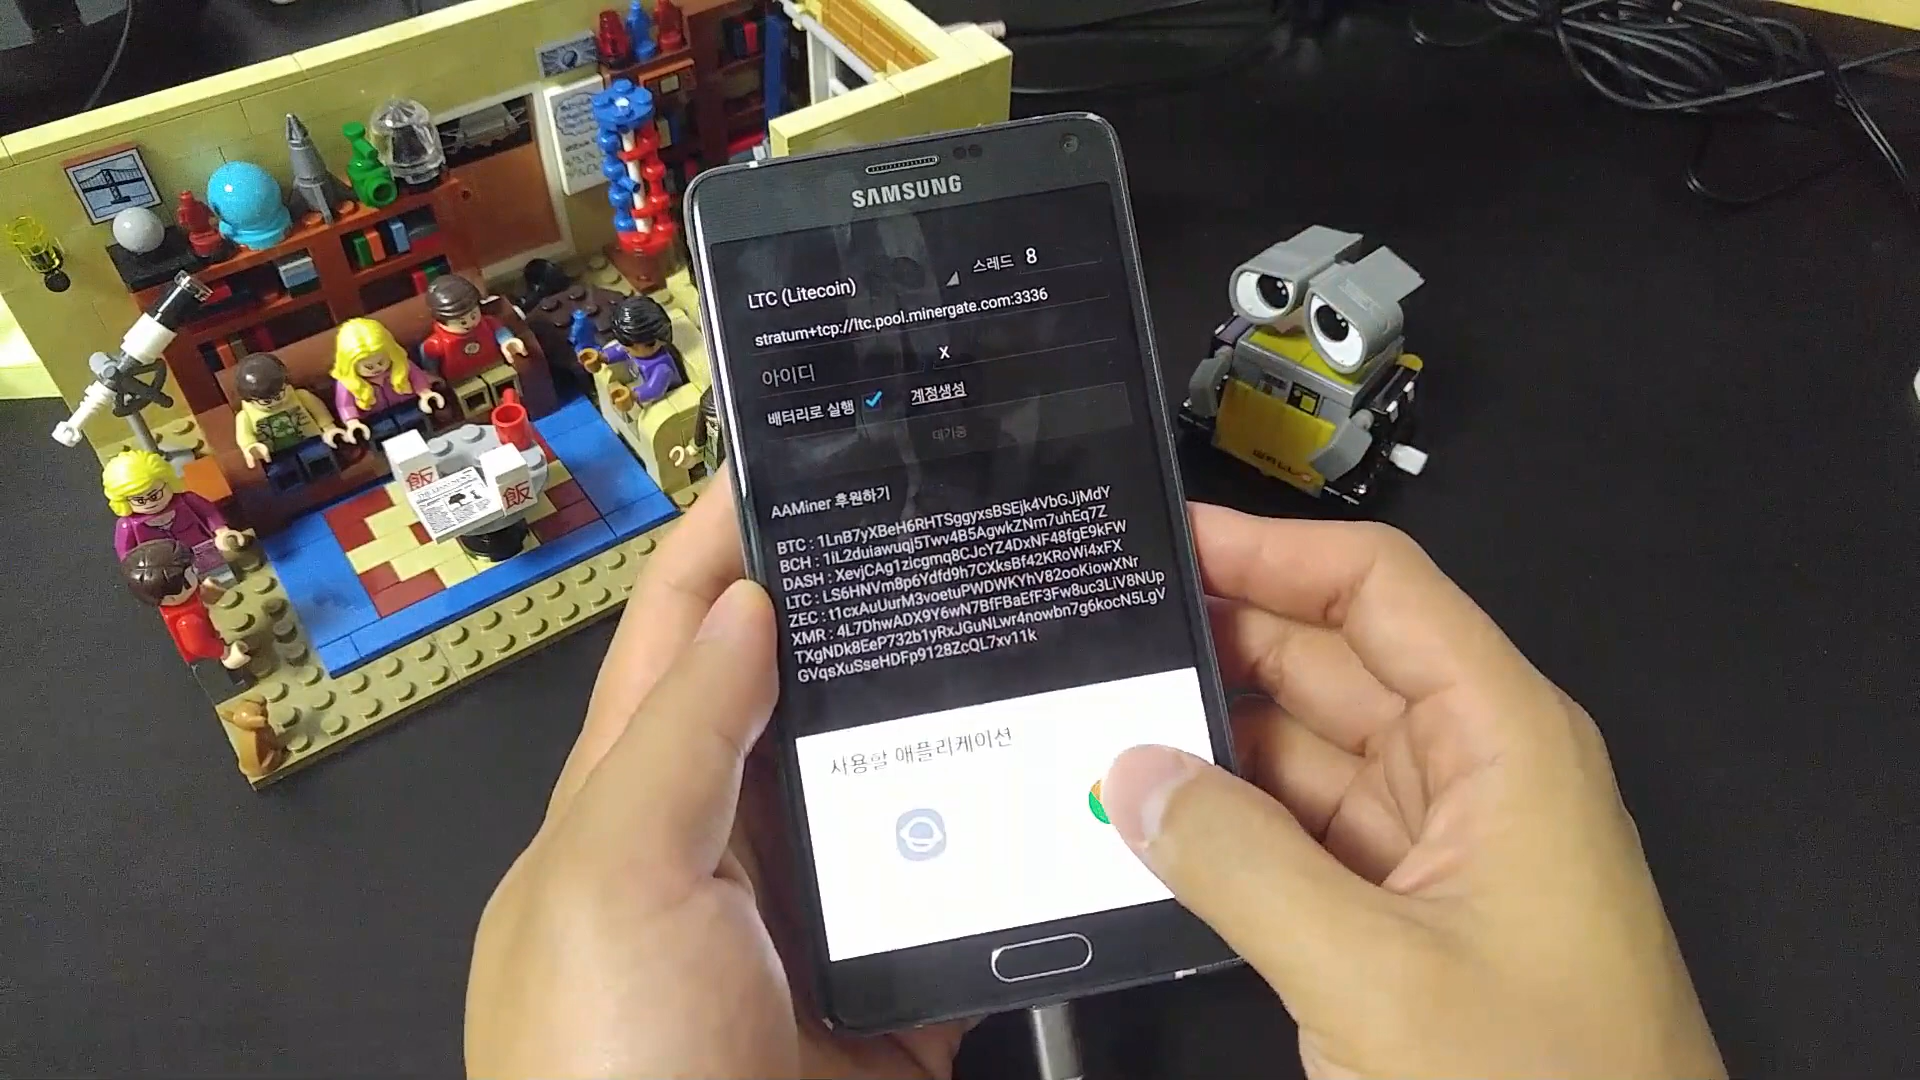 SAMSUNG
LTC (Litecoin)
스레드 8
stratum+tcp://ltc.pool.minergate.com:3336
아이디
x
배터리로 실행
계정생성
대기중
AAMiner 후원하기
BTC : 1LnB7yXBeH6RHTSggyxsBSEjk4VbGJjMdY
BCH : 1iL2duiawuqj5Twv4B5AgwkZNm7uhEq7Z
DASH : XevjCAg1zicgmq8CJcYZ4DxNF48fgE9kFW
LTC : LS6HNVm8p6Ydfd9h7CXksBf42KRoWi4xFX
ZEC : t1cxAuUurM3voetuPWDWKYhV82ooKiowXNr
XMR : 4L7DhwADX9Y6wN7BfFBaEfF3Fw8uc3LiV8NUp
TXgNDk8EeP732b1yRxJGuNLwr4nowbn7g6kocN5LgV
GVqsXuSseHDFp9128ZcQL7xv11k
사용할 애플리케이션
飯
飯
WALL